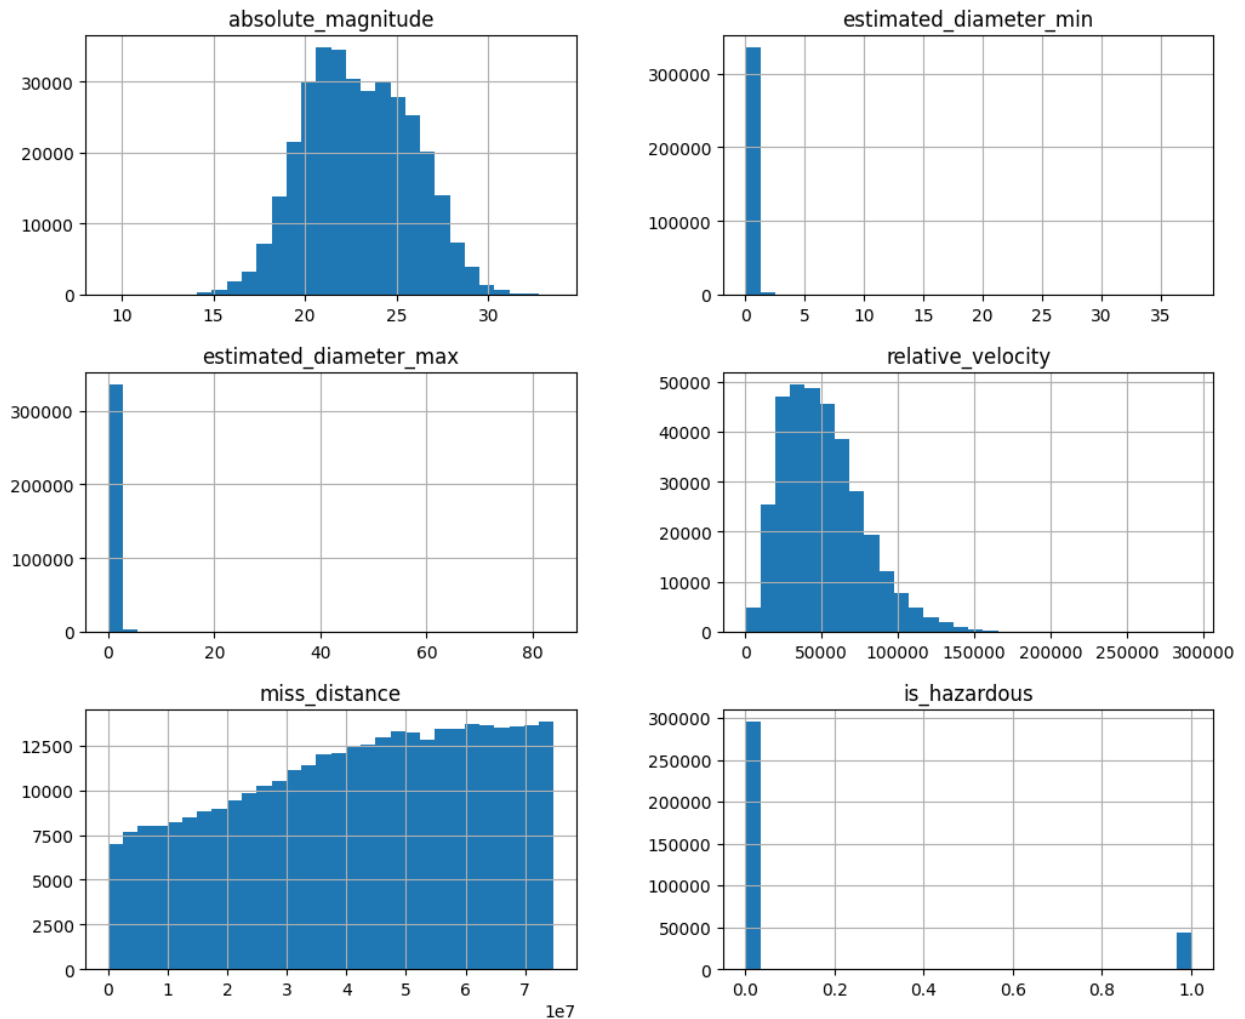 absolute_magnitude
30000
20000
10000
0
10 15 20 25 30
estimated_diameter_min
300000
200000
100000
0
0 5 10 15 20 25 30 35
estimated_diameter_max
300000
200000
100000
0
0 20 40 60 80
relative_velocity
50000
40000
30000
20000
10000
0
0 50000 100000 150000 200000 250000 300000
miss_distance
12500
10000
7500
5000
2500
0
0 1 2 3 4 5 6 7
1e7
is_hazardous
300000
250000
200000
150000
100000
50000
0
0.0 0.2 0.4 0.6 0.8 1.0